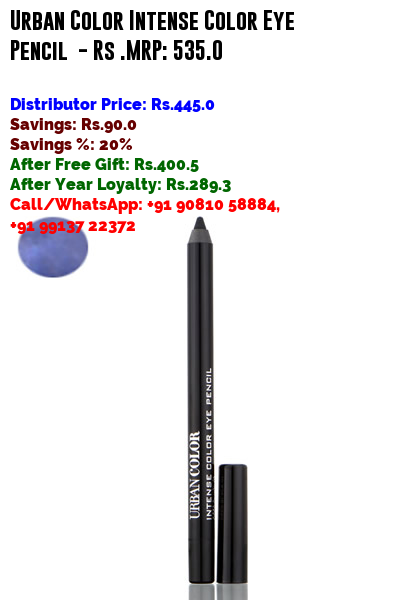 Urban Color Intense Color Eye
Pencil - Rs .MRP: 535.0
Distributor Price: Rs.445.0
Savings: Rs.90.0
Savings %: 20%
After Free Gift: Rs.400.5
After Year Loyalty: Rs.289.3
Call/WhatsApp: +91 90810 58884,
+91 99137 22372
URBAN COLOR
INTENSE COLOR EYE PENCIL